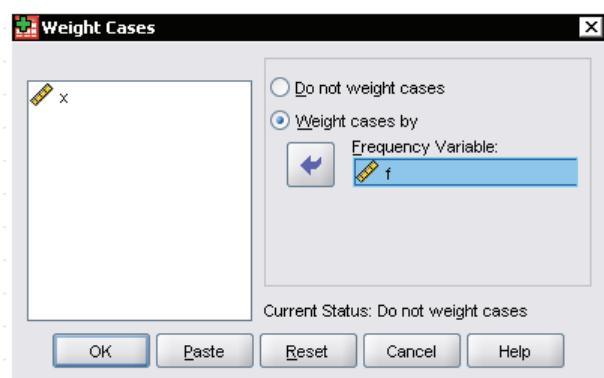 Weight Cases
x
Do not weight cases
Weight cases by
Frequency Variable:
f
Current Status: Do not weight cases
OK
Paste
Reset
Cancel
Help